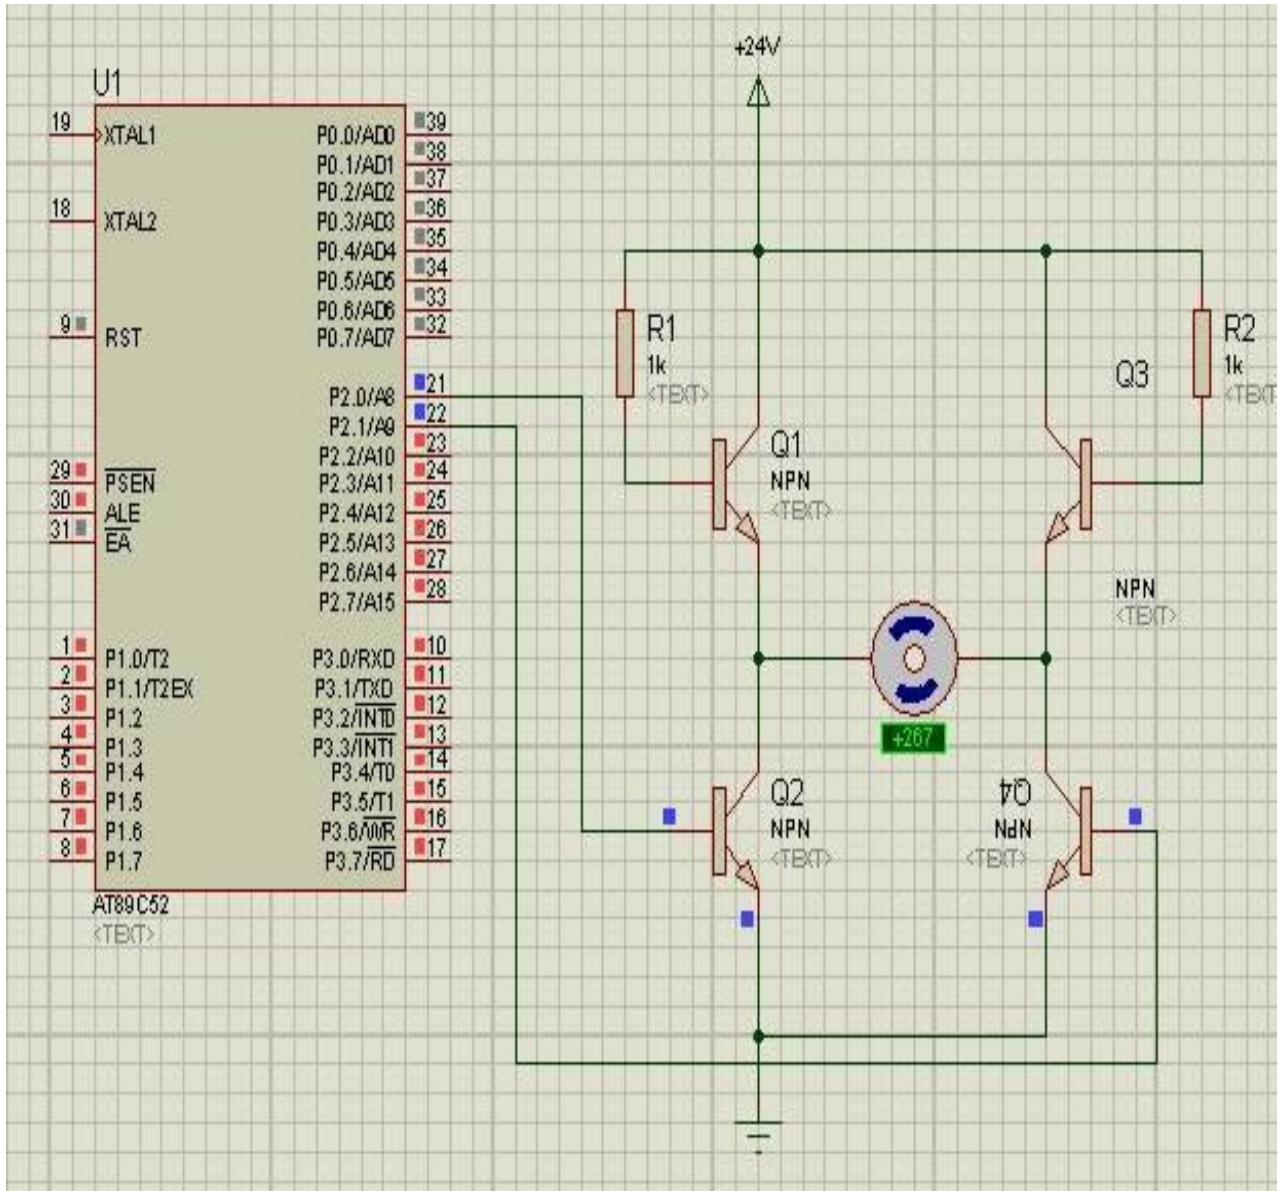 +24V
U1
19
XTAL1
18
XTAL2
9
RST
29
PSEN
30
ALE
31
EA
1
P1.0/T2
2
P1.1/T2EX
3
P1.2
4
P1.3
5
P1.4
6
P1.5
7
P1.6
8
P1.7
P0.0/AD0
39
P0.1/AD1
38
P0.2/AD2
37
P0.3/AD3
36
P0.4/AD4
35
P0.5/AD5
34
P0.6/AD6
33
P0.7/AD7
32
P2.0/A8
21
P2.1/A9
22
P2.2/A10
23
P2.3/A11
24
P2.4/A12
25
P2.5/A13
26
P2.6/A14
27
P2.7/A15
28
P3.0/RXD
10
P3.1/TXD
11
P3.2/INT0
12
P3.3/INT1
13
P3.4/T0
14
P3.5/T1
15
P3.6/WR
16
P3.7/RD
17
AT89C52
<TEXT>
R1
1k
<TEXT>
Q1
NPN
<TEXT>
Q3
NPN
<TEXT>
R2
1k
<TEXT
+267
Q2
NPN
<TEXT>
Q4
NPN
<TEXT>